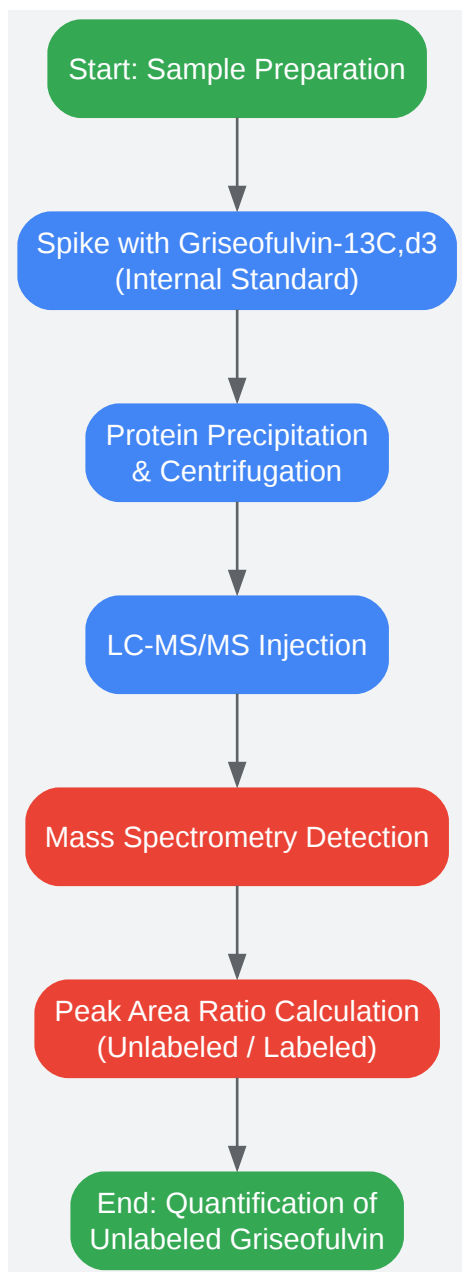 Start: Sample Preparation
Spike with Griseofulvin-13C,d3
(Internal Standard)
Protein Precipitation
& Centrifugation
LC-MS/MS Injection
Mass Spectrometry Detection
Peak Area Ratio Calculation
(Unlabeled / Labeled)
End: Quantification of
Unlabeled Griseofulvin